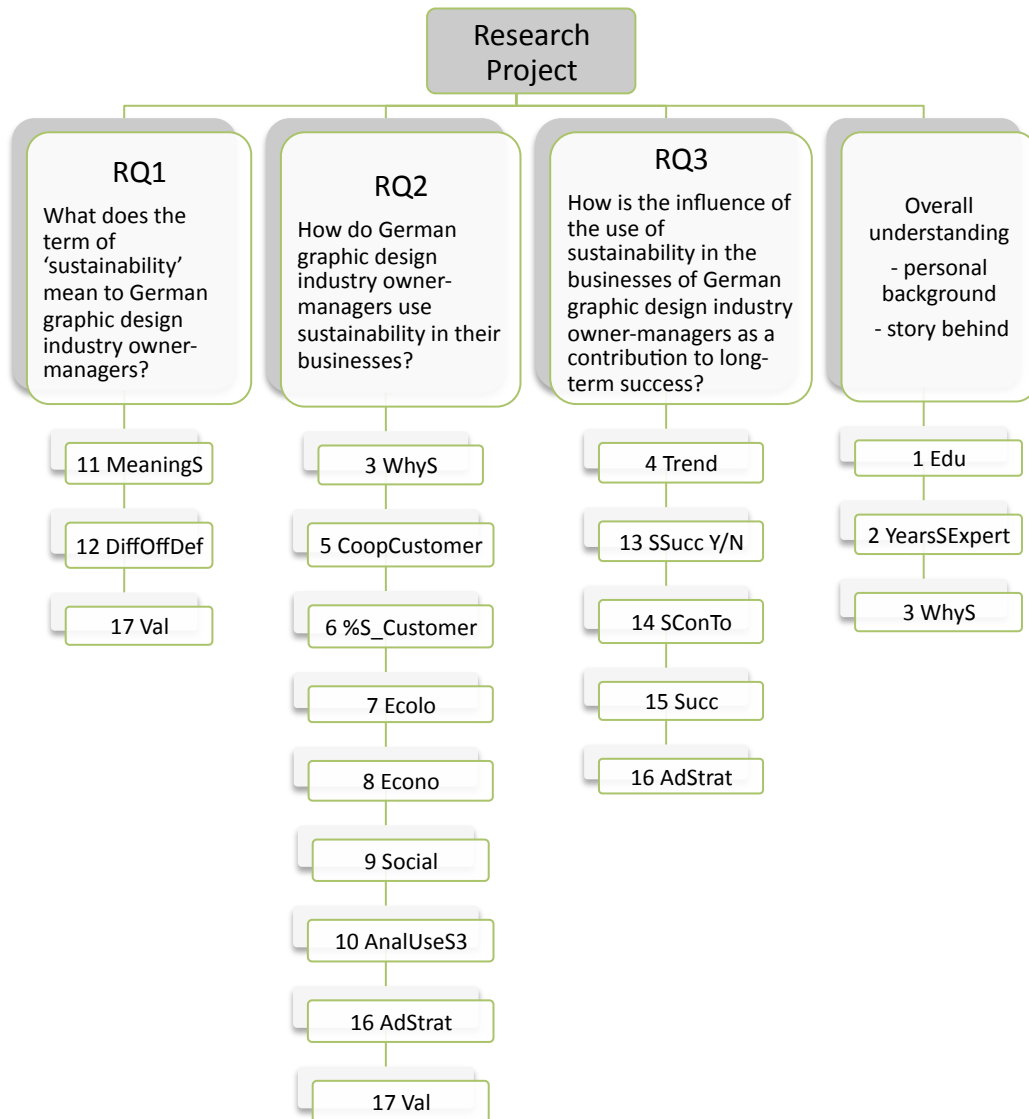 Research
Project
RQ1
What does the
term of
‘sustainability’
mean to German
graphic design
industry owner-
managers?
11 MeaningS
12 DiffOffDef
17 Val
RQ2
How do German
graphic design
industry owner-
managers use
sustainability in their
businesses?
3 WhyS
5 CoopCustomer
6 %S_Customer
7 Ecolo
8 Econo
9 Social
10 AnalUseS3
16 AdStrat
17 Val
RQ3
How is the influence of
the use of
sustainability in the
businesses of German
graphic design industry
owner-managers as a
contribution to long-
term success?
4 Trend
13 SSucc Y/N
14 SConTo
15 Succ
16 AdStrat
Overall
understanding
- personal
background
- story behind
1 Edu
2 YearsSExpert
3 WhyS